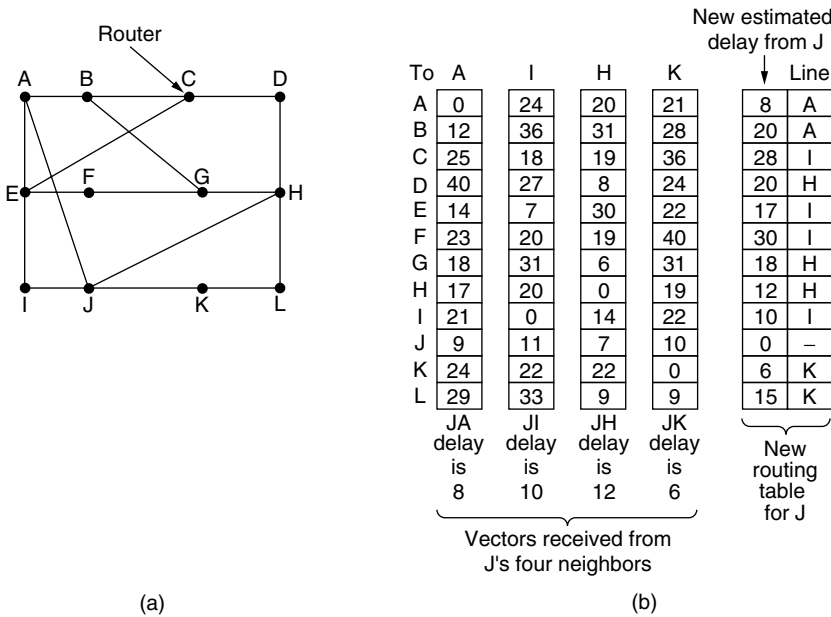 Router
A B C D
E F G H
I J K L
(a)
New estimated
delay from J
To A I H K Line
A 0 24 20 21 8 A
B 12 36 31 28 20 A
C 25 18 19 36 28 I
D 40 27 8 24 20 H
E 14 7 30 22 17 I
F 23 20 19 40 30 I
G 18 31 6 31 18 H
H 17 20 0 19 12 H
I 21 0 14 22 10 I
J 9 11 7 10 0 –
K 24 22 22 0 6 K
L 29 33 9 9 15 K
JA JI JH JK
delay delay delay delay
is is is is
8 10 12 6
New
routing
table
for J
Vectors received from
J's four neighbors
(b)